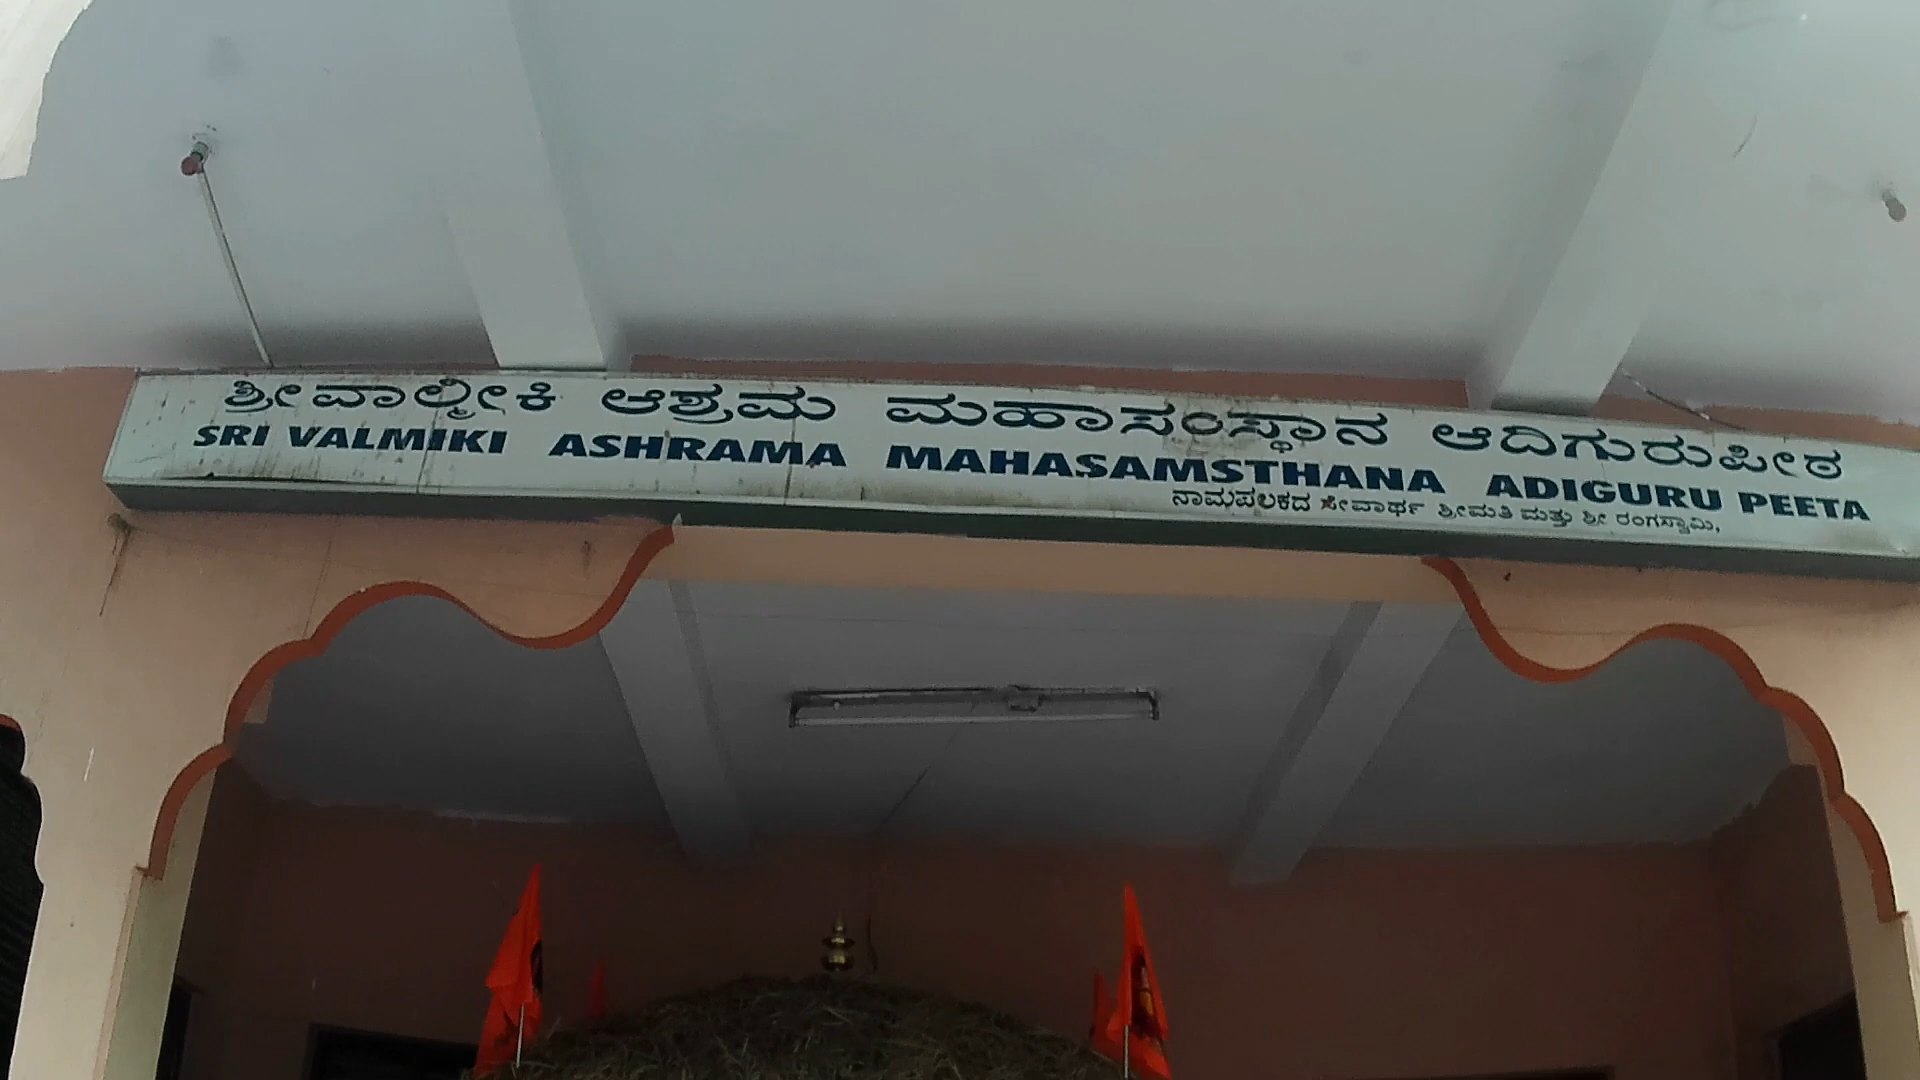 ಶ್ರೀವಾಲ್ಮೀಕಿ ಆಶ್ರಮ ಮಹಾಸಂಸ್ಥಾನ ಆದಿಗುರುಪೀಠ
SRI VALMIKI ASHRAMA MAHASAMSTHANA ADIGURU PEETA
ನಾಮಫಲಕದ ಸೇವಾರ್ಥ ಶ್ರೀಮತಿ ಮತ್ತು ಶ್ರೀ ರಂಗಸ್ವಾಮಿ,